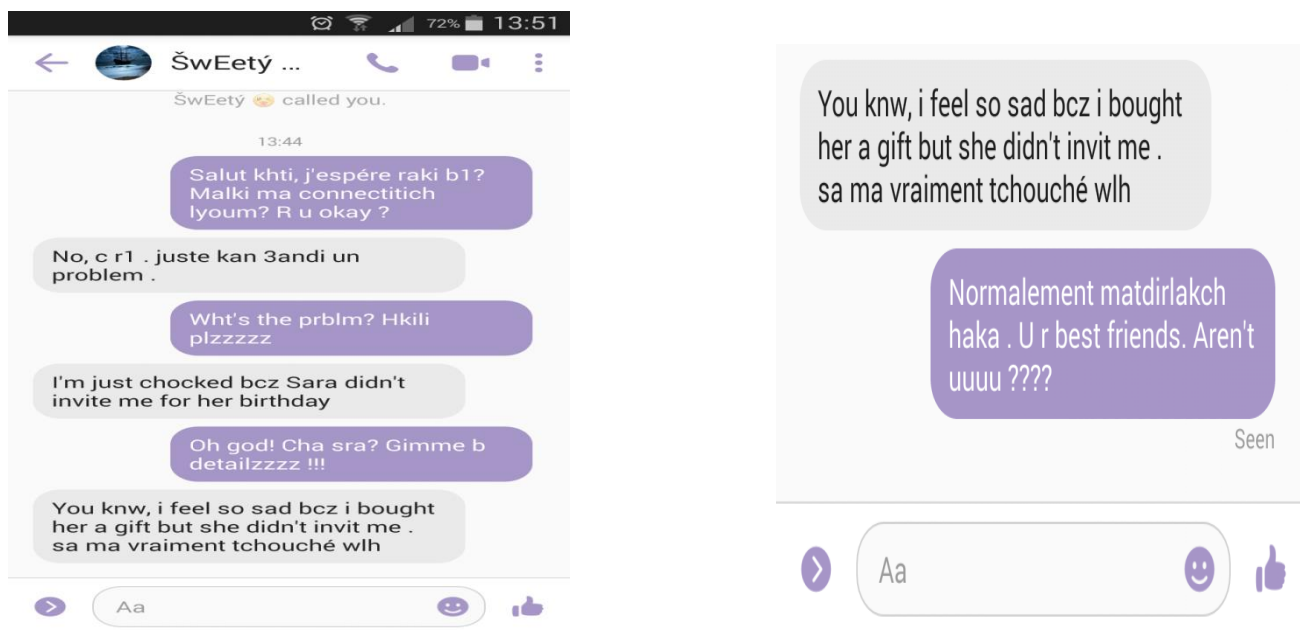 72% 13:51
ŠwEetý ...
ŠwEetý 😢 called you.
13:44
Salut khti, j'espére raki b1?
Malki ma connectitich
lyoum? R u okay ?
No, c r1 . juste kan 3andi un
problem .
Wht's the prblm? Hkili
plzzzzz
I'm just chocked bcz Sara didn't
invite me for her birthday
Oh god! Cha sra? Gimme b
detailzzzz !!!
You knw, i feel so sad bcz i bought
her a gift but she didn't invit me .
sa ma vraiment tchouché wlh
Aa
You knw, i feel so sad bcz i bought
her a gift but she didn't invit me .
sa ma vraiment tchouché wlh
Normalement matdirlakch
haka . U r best friends. Aren't
uuuu ????
Seen
Aa